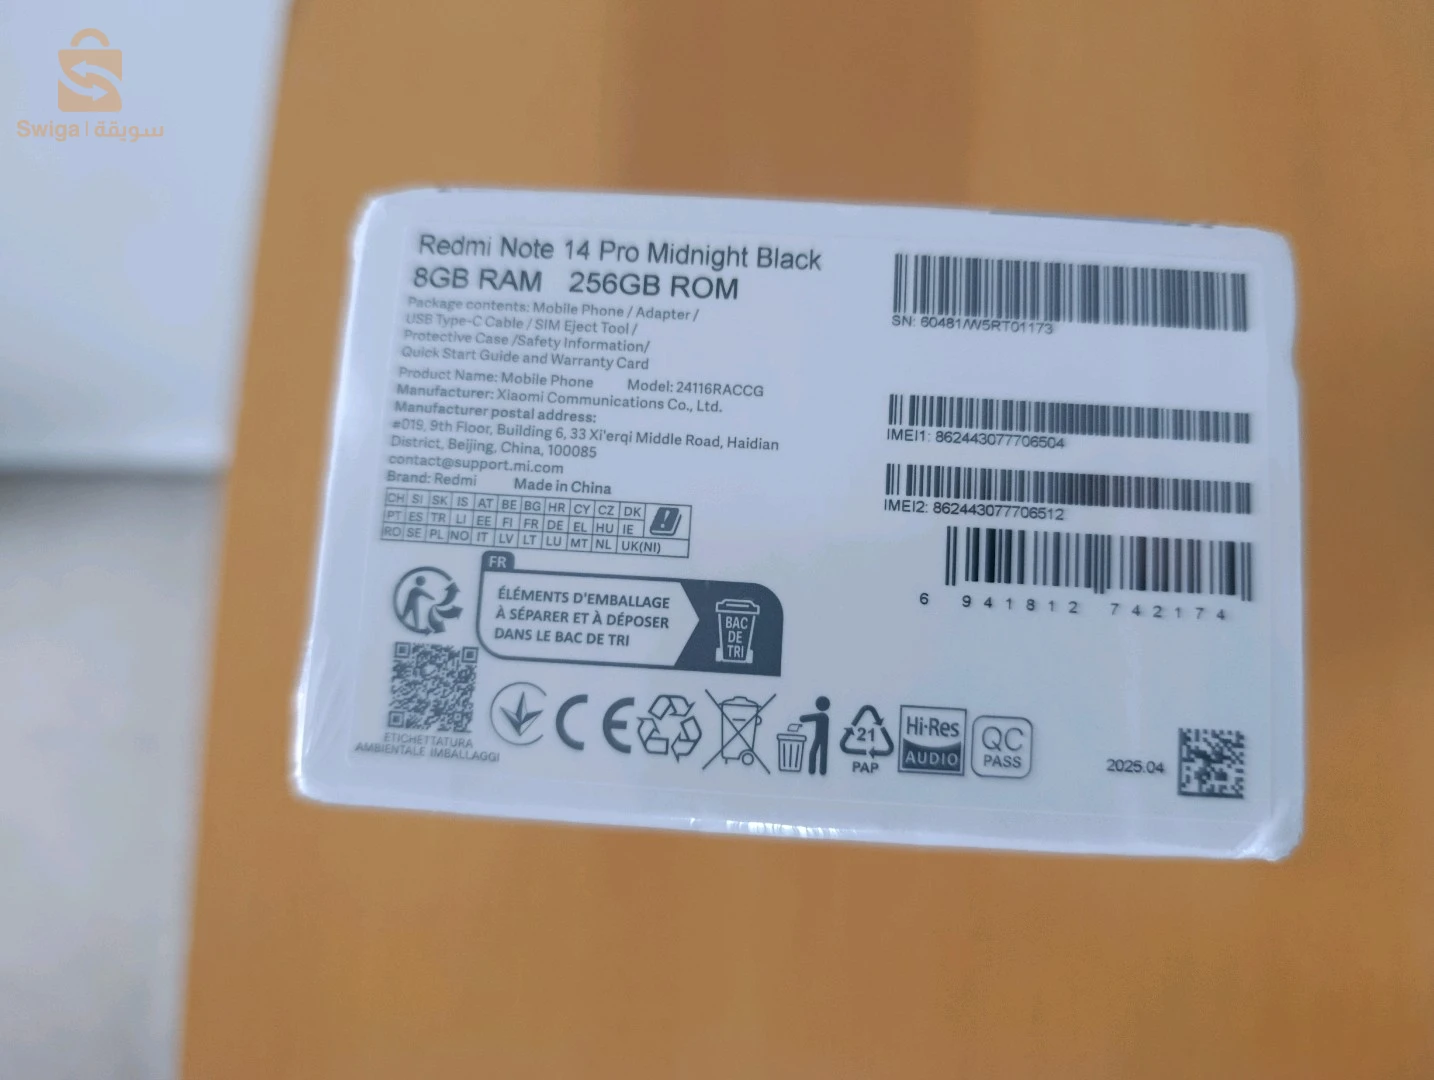 Swiga | سويقة
Redmi Note 14 Pro Midnight Black
8GB RAM 256GB ROM
Package contents: Mobile Phone / Adapter /
USB Type-C Cable / SIM Eject Tool /
Protective Case /Safety Information/
Quick Start Guide and Warranty Card
Product Name: Mobile Phone Model: 24116RACCG
Manufacturer: Xiaomi Communications Co., Ltd.
Manufacturer postal address:
#019, 9th Floor, Building 6, 33 Xi'erqi Middle Road, Haidian
District, Beijing, China, 100085
contact@support.mi.com
Brand: Redmi Made in China
CH SI SK IS AT BE BG HR CY CZ DK
PT ES TR LI EE FI FR DE EL HU IE
RO SE PL NO IT LV LT LU MT NL UK(NI)
FR
ÉLÉMENTS D'EMBALLAGE
À SÉPARER ET À DÉPOSER
DANS LE BAC DE TRI
BAC
DE
TRI
ETICHETTATURA
AMBIENTALE IMBALLAGGI
CE
21
PAP
Hi-Res
AUDIO
QC
PASS
SN: 60481/W5RT01173
IMEI1: 862443077706504
IMEI2: 862443077706512
6 941812 742174
2025.04